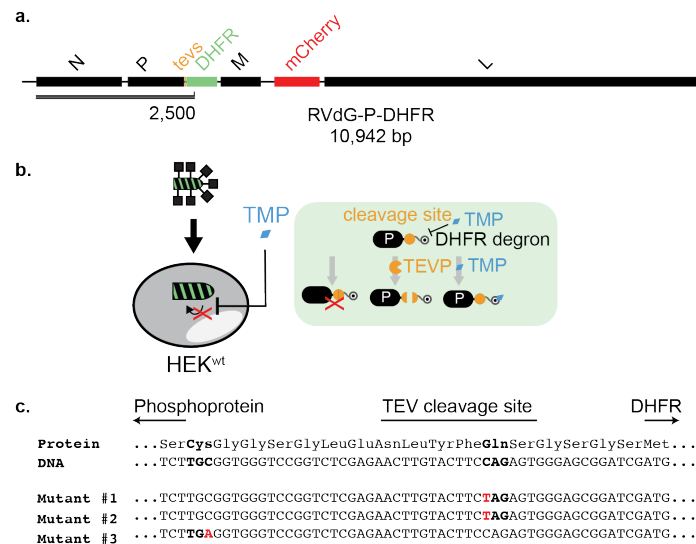 a.
N P tevs DHFR M mCherry L
2,500
RVdG-P-DHFR
10,942 bp
b.
TMP
HEKwt
cleavage site
TMP
P
DHFR degron
TEVP TMP
P P
c.
Phosphoprotein TEV cleavage site DHFR
Protein ...SerCysGlyGlySerGlyLeuGluAsnLeuTyrPheGlnSerGlySerGlySerMet...
DNA ...TCTTGCGGTGGGTCCGGTCTCGAGAACTTGTACTTCCAGAGTGGGAGCGGATCGATG...
Mutant #1 ...TCTTGCGGTGGGTCCGGTCTCGAGAACTTGTACTTCTAGAGTGGGAGCGGATCGATG...
Mutant #2 ...TCTTGCGGTGGGTCCGGTCTCGAGAACTTGTACTTCTAGAGTGGGAGCGGATCGATG...
Mutant #3 ...TCTTGAGGTGGGTCCGGTCTCGAGAACTTGTACTTCCAGAGTGGGAGCGGATCGATG...